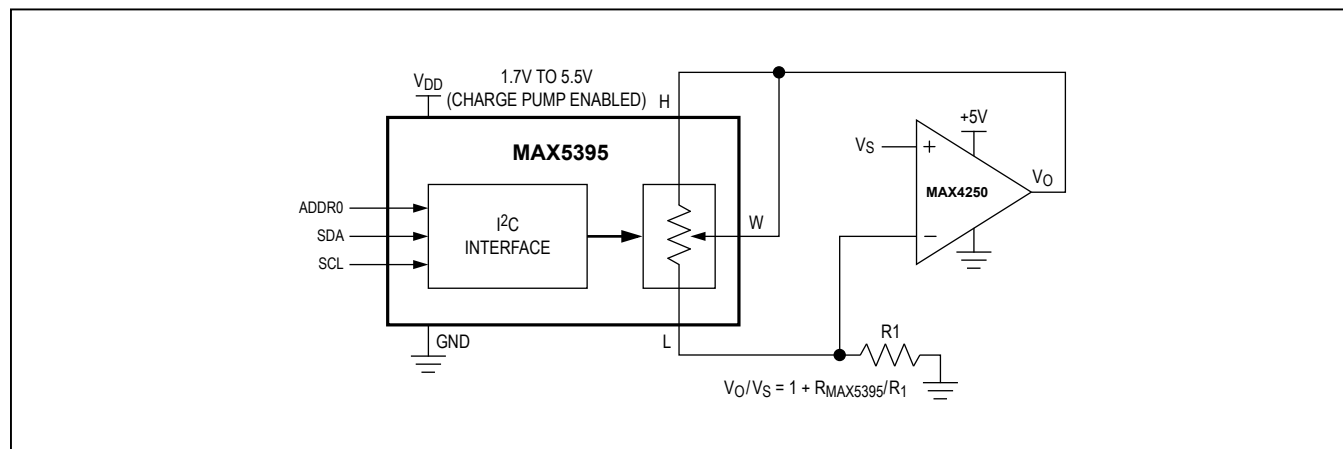 VDD
1.7V TO 5.5V
(CHARGE PUMP ENABLED)
H
MAX5395
ADDR0
SDA
SCL
I2C
INTERFACE
W
GND
L
VS
+
−
+5V
MAX4250
VO
R1
VO/VS = 1 + RMAX5395/R1